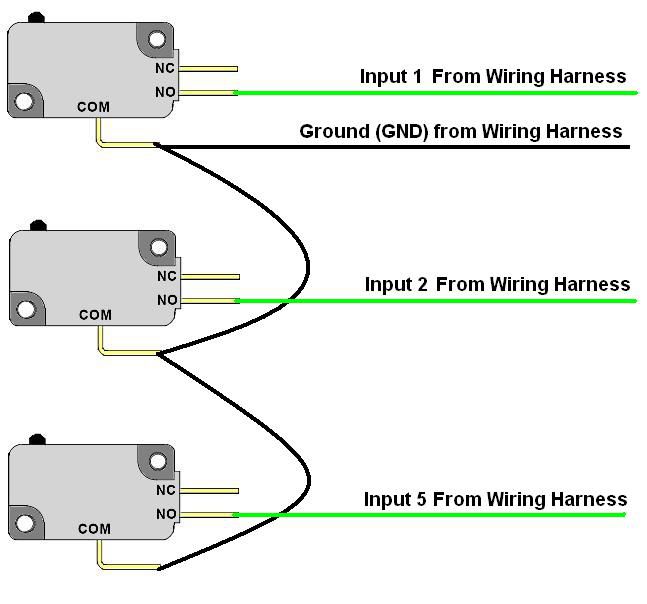 NC
Input 1 From Wiring Harness
NO
COM
Ground (GND) from Wiring Harness
NC
Input 2 From Wiring Harness
NO
COM
NC
Input 5 From Wiring Harness
NO
COM